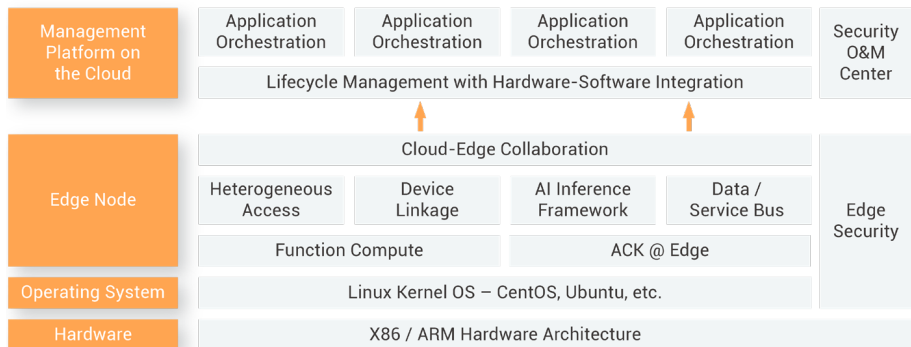 Management
Platform on
the Cloud
Application
Orchestration
Application
Orchestration
Application
Orchestration
Application
Orchestration
Security
O&M
Center
Lifecycle Management with Hardware-Software Integration
Edge Node
Cloud-Edge Collaboration
Heterogeneous
Access
Device
Linkage
AI Inference
Framework
Data /
Service Bus
Function Compute
ACK @ Edge
Edge
Security
Operating System
Linux Kernel OS – CentOS, Ubuntu, etc.
Hardware
X86 / ARM Hardware Architecture